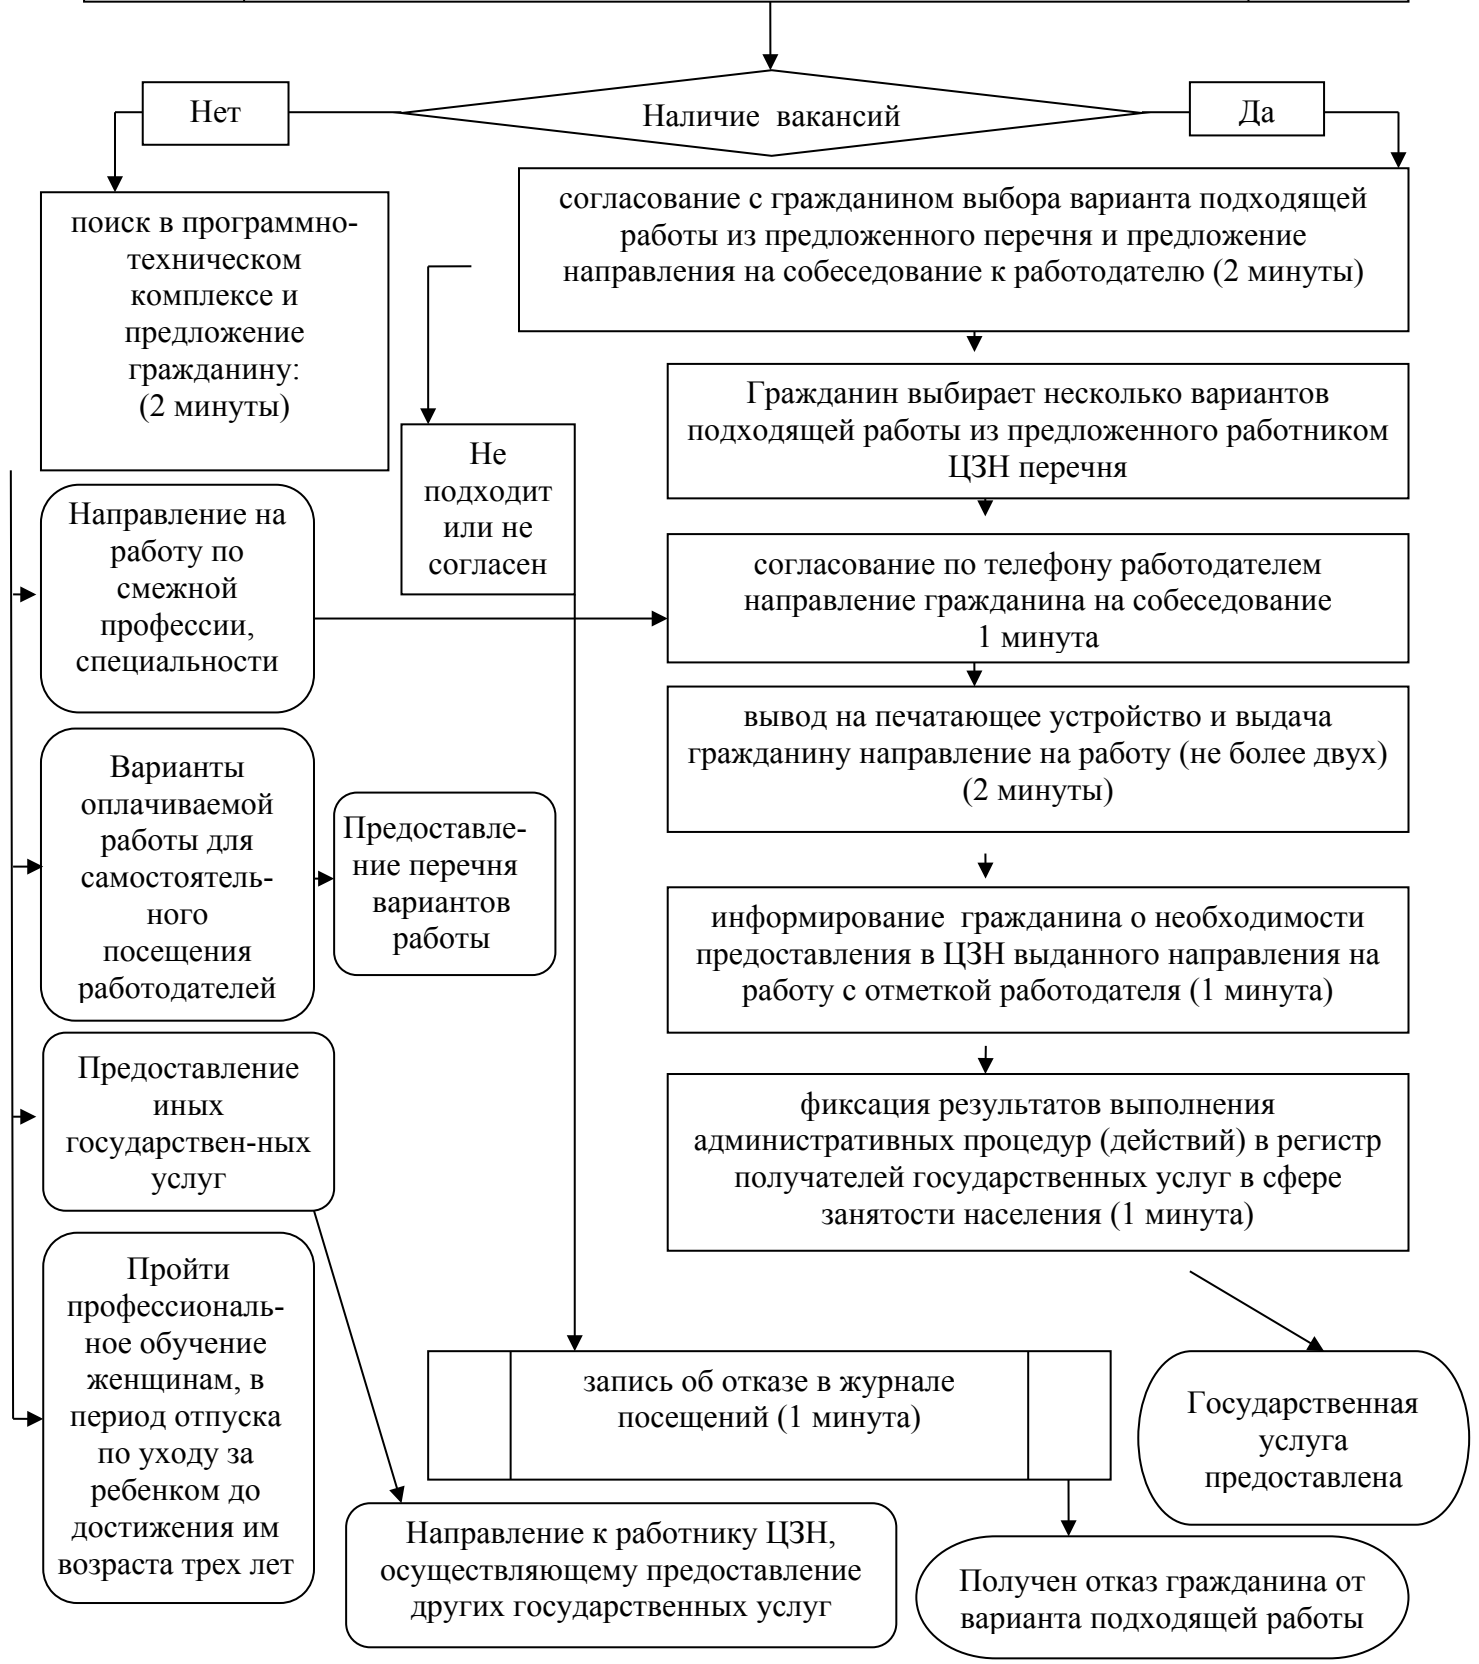 Нет
Наличие вакансий
Да
поиск в программно-
техническом
комплексе и
предложение
гражданину:
(2 минуты)
согласование с гражданином выбора варианта подходящей
работы из предложенного перечня и предложение
направления на собеседование к работодателю (2 минуты)
Гражданин выбирает несколько вариантов
подходящей работы из предложенного работником
ЦЗН перечня
Не
подходит
или не
согласен
Направление на
работу по
смежной
профессии,
специальности
согласование по телефону работодателем
направление гражданина на собеседование
1 минута
вывод на печатающее устройство и выдача
гражданину направление на работу (не более двух)
(2 минуты)
Варианты
оплачиваемой
работы для
самостоятель-
ного
посещения
работодателей
Предоставле-
ние перечня
вариантов
работы
информирование гражданина о необходимости
предоставления в ЦЗН выданного направления на
работу с отметкой работодателя (1 минута)
Предоставление
иных
государствен-ных
услуг
фиксация результатов выполнения
административных процедур (действий) в регистр
получателей государственных услуг в сфере
занятости населения (1 минута)
Пройти
профессиональ-
ное обучение
женщинам, в
период отпуска
по уходу за
ребенком до
достижения им
возраста трех лет
запись об отказе в журнале
посещений (1 минута)
Государственная
услуга
предоставлена
Направление к работнику ЦЗН,
осуществляющему предоставление
других государственных услуг
Получен отказ гражданина от
варианта подходящей работы